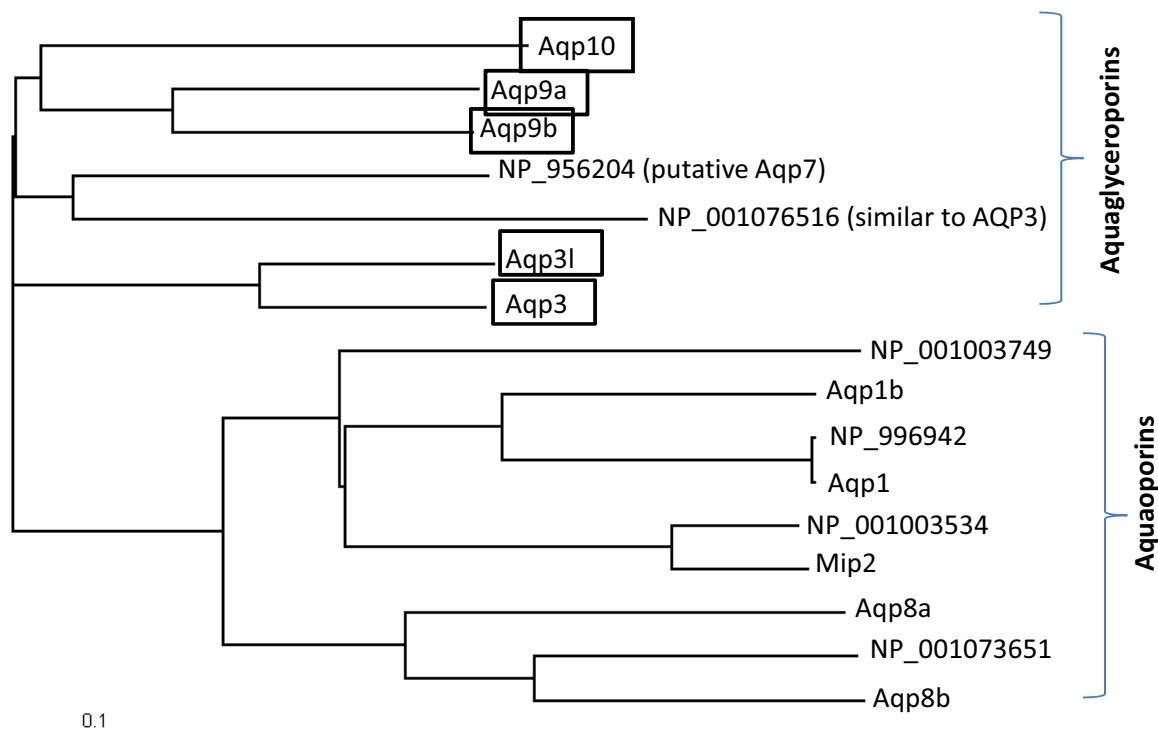 Aqp10
Aqp9a
Aqp9b
NP_956204 (putative Aqp7)
NP_001076516 (similar to AQP3)
Aqp3l
Aqp3
Aquaglyceroporins
NP_001003749
Aqp1b
NP_996942
Aqp1
NP_001003534
Mip2
Aqp8a
NP_001073651
Aqp8b
Aquaoporins
0.1